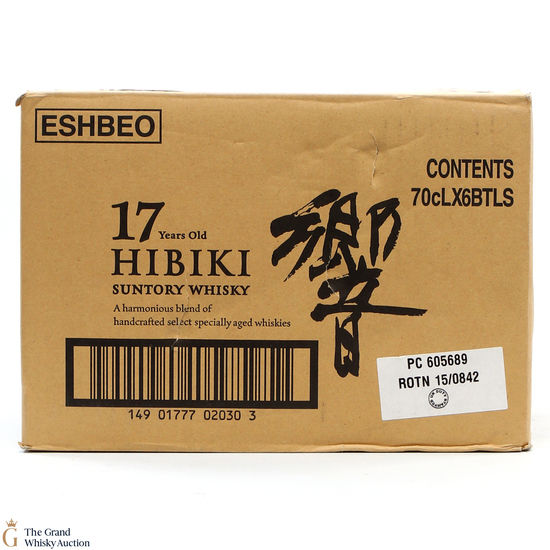 ESHBEO
CONTENTS
70cLX6BTLS
17 Years Old
HIBIKI
SUNTORY WHISKY
A harmonious blend of
handcrafted select specially aged whiskies
響
149 01777 02030 3
PC 605689
ROTN 15/0842
The Grand
Whisky Auction